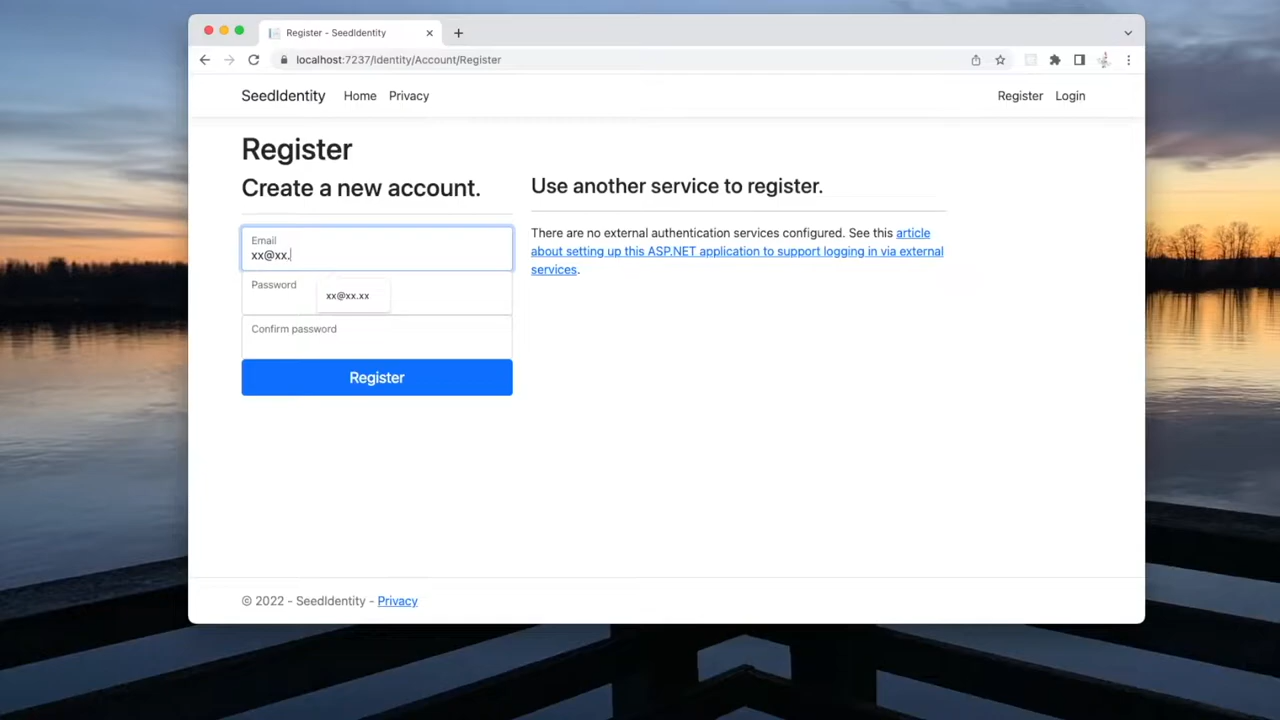 Register - SeedIdentity
localhost:7237/Identity/Account/Register
SeedIdentity Home Privacy Register Login
Register
Create a new account.
Email
xx@xx.
Password
xx@xx.xx
Confirm password
Register
Use another service to register.
There are no external authentication services configured. See this article
about setting up this ASP.NET application to support logging in via external
services.
© 2022 - SeedIdentity - Privacy